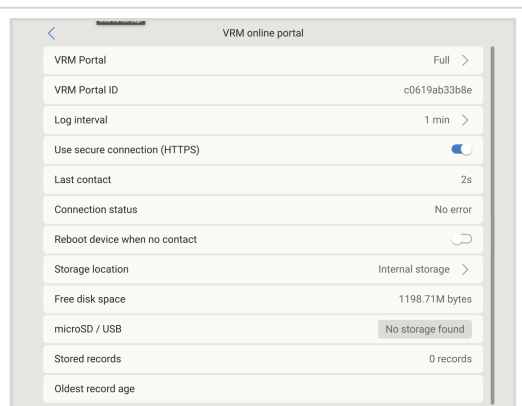 VRM online portal
VRM Portal Full
VRM Portal ID c0619ab33b8e
Log interval 1 min
Use secure connection (HTTPS)
Last contact 2s
Connection status No error
Reboot device when no contact
Storage location Internal storage
Free disk space 1198.71M bytes
microSD / USB No storage found
Stored records 0 records
Oldest record age